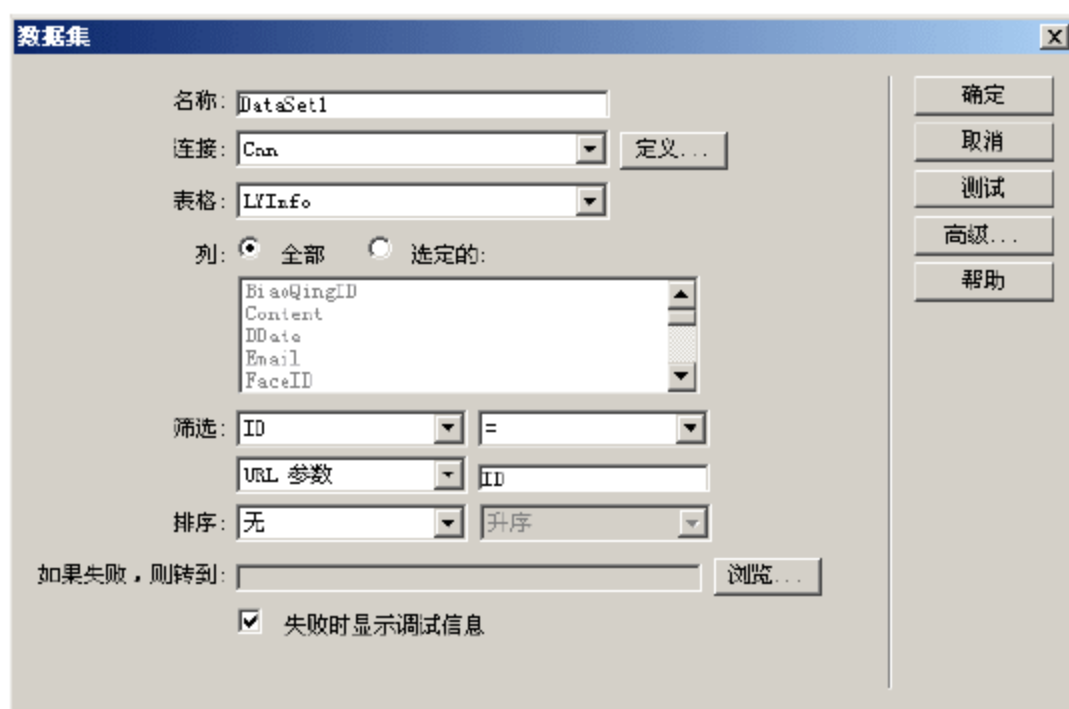 数据集
名称: DataSet1
连接: Cnn 定义...
表格: LYInfo
列: 全部 选定的:
BiaoQingID
Content
DDate
Email
FaceID
筛选: ID =
URL 参数 ID
排序: 无 升序
如果失败，则转到: 浏览...
失败时显示调试信息
确定
取消
测试
高级...
帮助